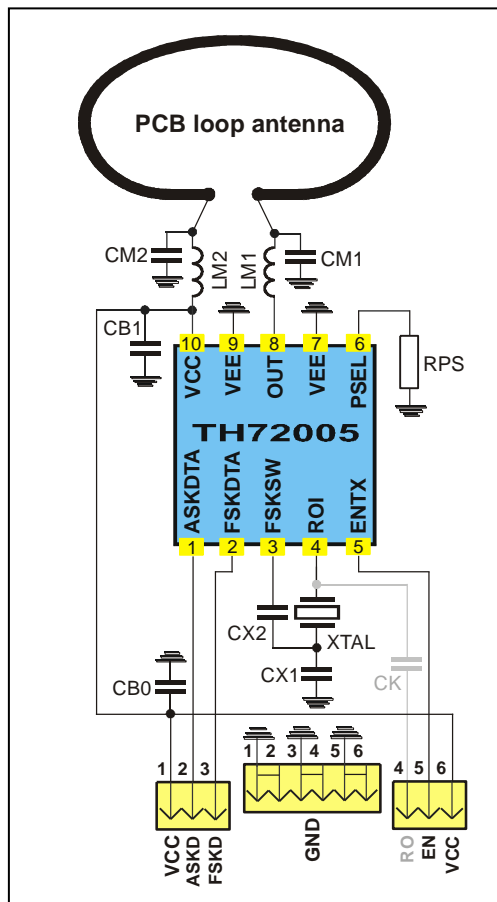 PCB loop antenna
CM2
LM2
LM1
CM1
CB1
RPS
10 9 8 7 6
VCC VEE OUT VEE PSEL
TH72005
ASKDTA FSKDTA FSKSW ROI ENTX
1 2 3 4 5
CX2
XTAL
CX1
CK
CB0
1 2 3
1 2 3 4 5 6
4 5 6
VCC ASKD FSKD
GND
RO EN VCC